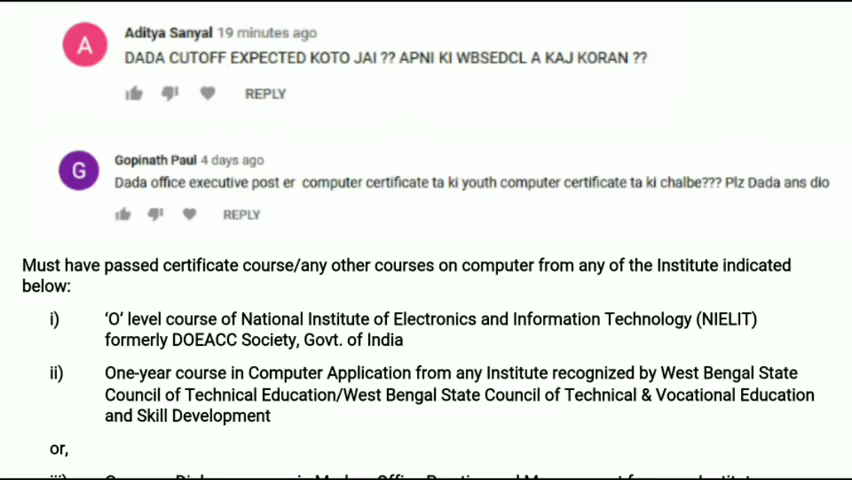 A
Aditya Sanyal 19 minutes ago
DADA CUTOFF EXPECTED KOTO JAI ?? APNI KI WBSEDCL A KAJ KORAN ??
REPLY
G
Gopinath Paul 4 days ago
Dada office executive post er computer certificate ta ki youth computer certificate ta ki chalbe??? Plz Dada ans dio
REPLY
Must have passed certificate course/any other courses on computer from any of the Institute indicated
below:
i) ‘O’ level course of National Institute of Electronics and Information Technology (NIELIT)
formerly DOEACC Society, Govt. of India
ii) One-year course in Computer Application from any Institute recognized by West Bengal State
Council of Technical Education/West Bengal State Council of Technical & Vocational Education
and Skill Development
or,